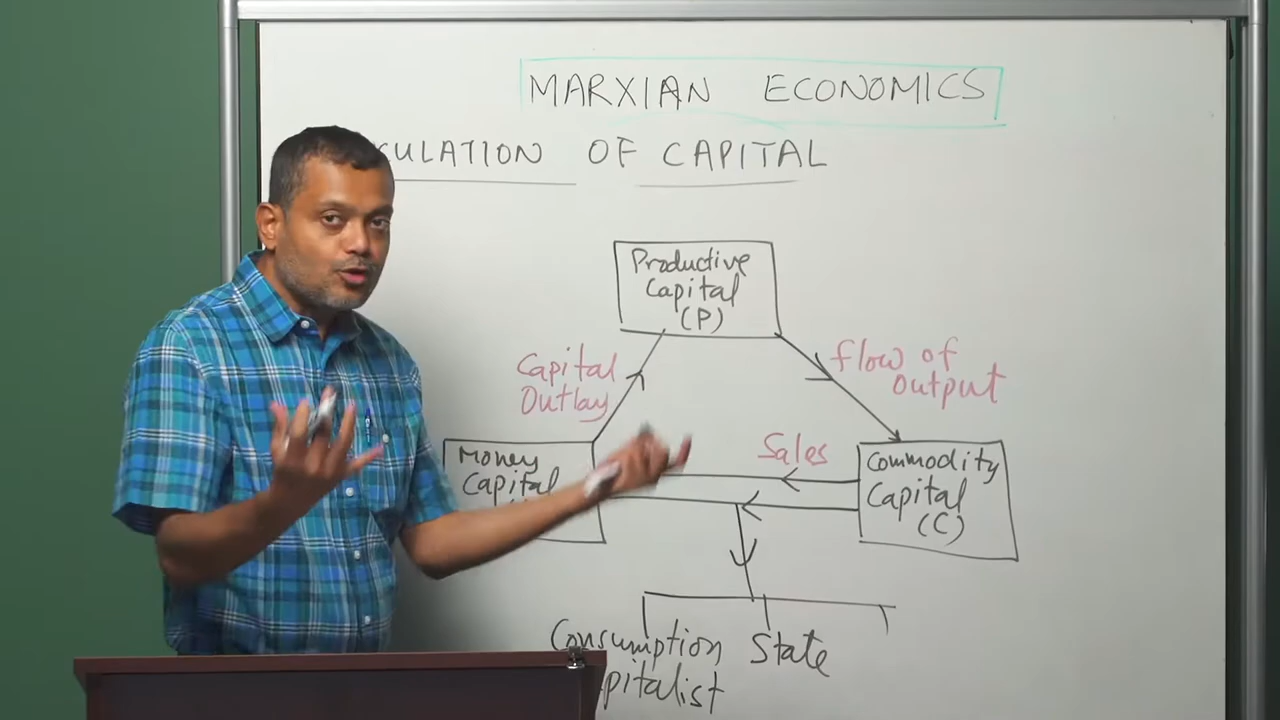 MARXIAN ECONOMICS
CULATION OF CAPITAL
Productive
Capital
(P)
Capital
Outlay
Flow of
Output
Sales
Money
Capital
Commodity
Capital
(C)
Consumption
pitalist
State